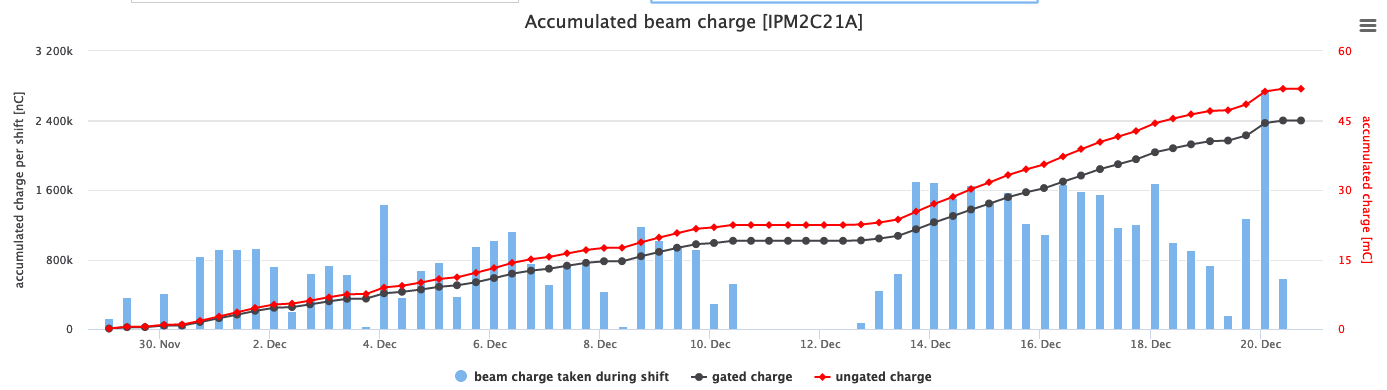 Accumulated beam charge [IPM2C21A]
accumulated charge per shift [nC]
3 200k
2 400k
1 600k
800k
0
60
45
30
15
0
accumulated charge [mC]
30. Nov 2. Dec 4. Dec 6. Dec 8. Dec 10. Dec 12. Dec 14. Dec 16. Dec 18. Dec 20. Dec
beam charge taken during shift gated charge ungated charge